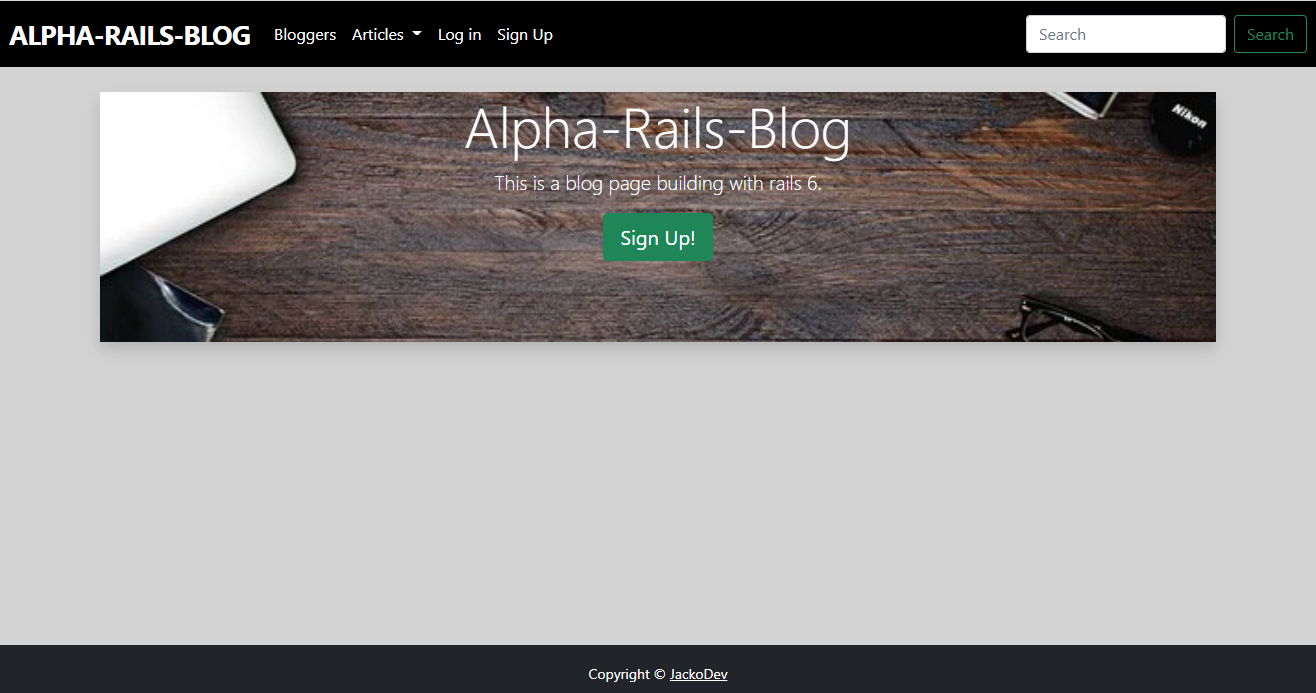 ALPHA-RAILS-BLOG Bloggers Articles Log in Sign Up Search Search
Alpha-Rails-Blog
Nikon
This is a blog page building with rails 6.
Sign Up!
Copyright © JackoDev